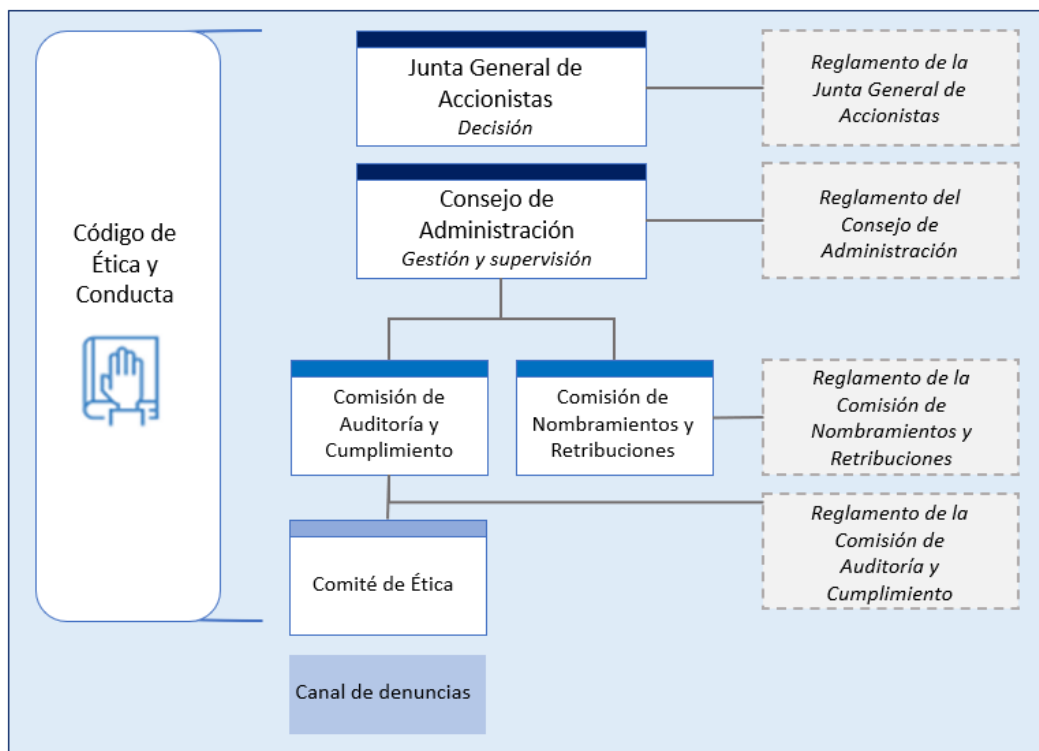 Código de
Ética y
Conducta
Junta General de
Accionistas
Decisión
Reglamento de la
Junta General de
Accionistas
Consejo de
Administración
Gestión y supervisión
Reglamento del
Consejo de
Administración
Comisión de
Auditoría y
Cumplimiento
Comisión de
Nombramientos y
Retribuciones
Reglamento de la
Comisión de
Nombramientos y
Retribuciones
Reglamento de la
Comisión de
Auditoría y
Cumplimiento
Comité de Ética
Canal de denuncias